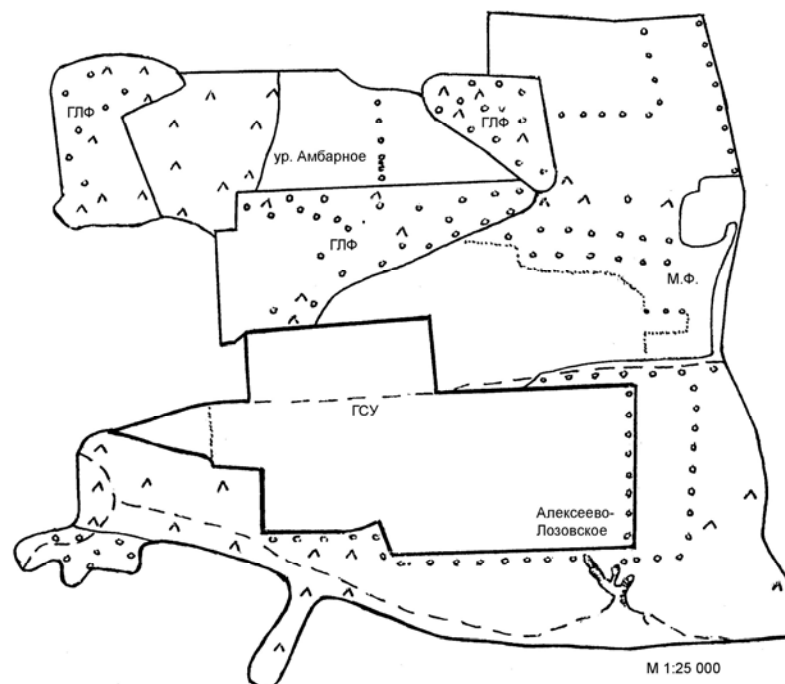 ГЛФ
ГЛФ
ур. Амбарное
ГЛФ
М.Ф.
ГСУ
Алексеево-
Лозовское
М 1:25 000